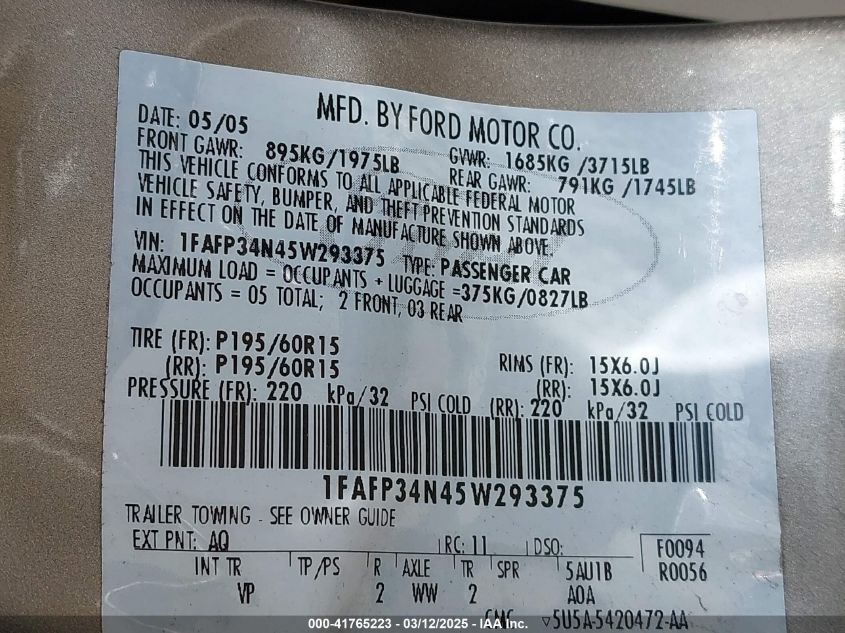 MFD. BY FORD MOTOR CO.
DATE: 05/05
FRONT GAWR: 895KG/1975LB
GVWR: 1685KG /3715LB
REAR GAWR: 791KG /1745LB
THIS VEHICLE CONFORMS TO ALL APPLICABLE FEDERAL MOTOR
VEHICLE SAFETY, BUMPER, AND THEFT PREVENTION STANDARDS
IN EFFECT ON THE DATE OF MANUFACTURE SHOWN ABOVE.
VIN: 1FAFP34N45W293375 TYPE: PASSENGER CAR
MAXIMUM LOAD = OCCUPANTS + LUGGAGE =375KG/0827LB
OCCUPANTS = 05 TOTAL; 2 FRONT, 03 REAR
TIRE (FR): P195/60R15 RIMS (FR): 15X6.0J
(RR): P195/60R15 (RR): 15X6.0J
PRESSURE (FR): 220 kPa/32 PSI COLD (RR): 220 kPa/32 PSI COLD
1FAFP34N45W293375
TRAILER TOWING - SEE OWNER GUIDE
EXT PNT: AQ RC: 11 DSO: F0094
INT TR TP/PS R AXLE TR SPR 5AU1B R0056
VP 2 WW 2 AOA
CMC ▽5U5A-5420472-AA
000-41765223 - 03/12/2025 - IAA Inc.